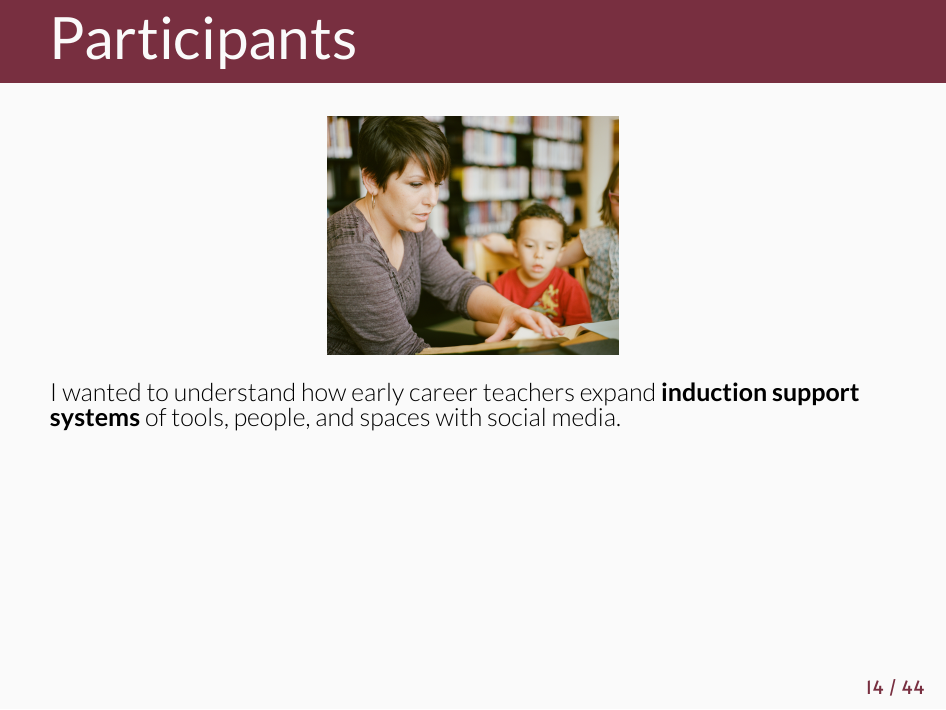 Participants
I wanted to understand how early career teachers expand induction support
systems of tools, people, and spaces with social media.
14 / 44